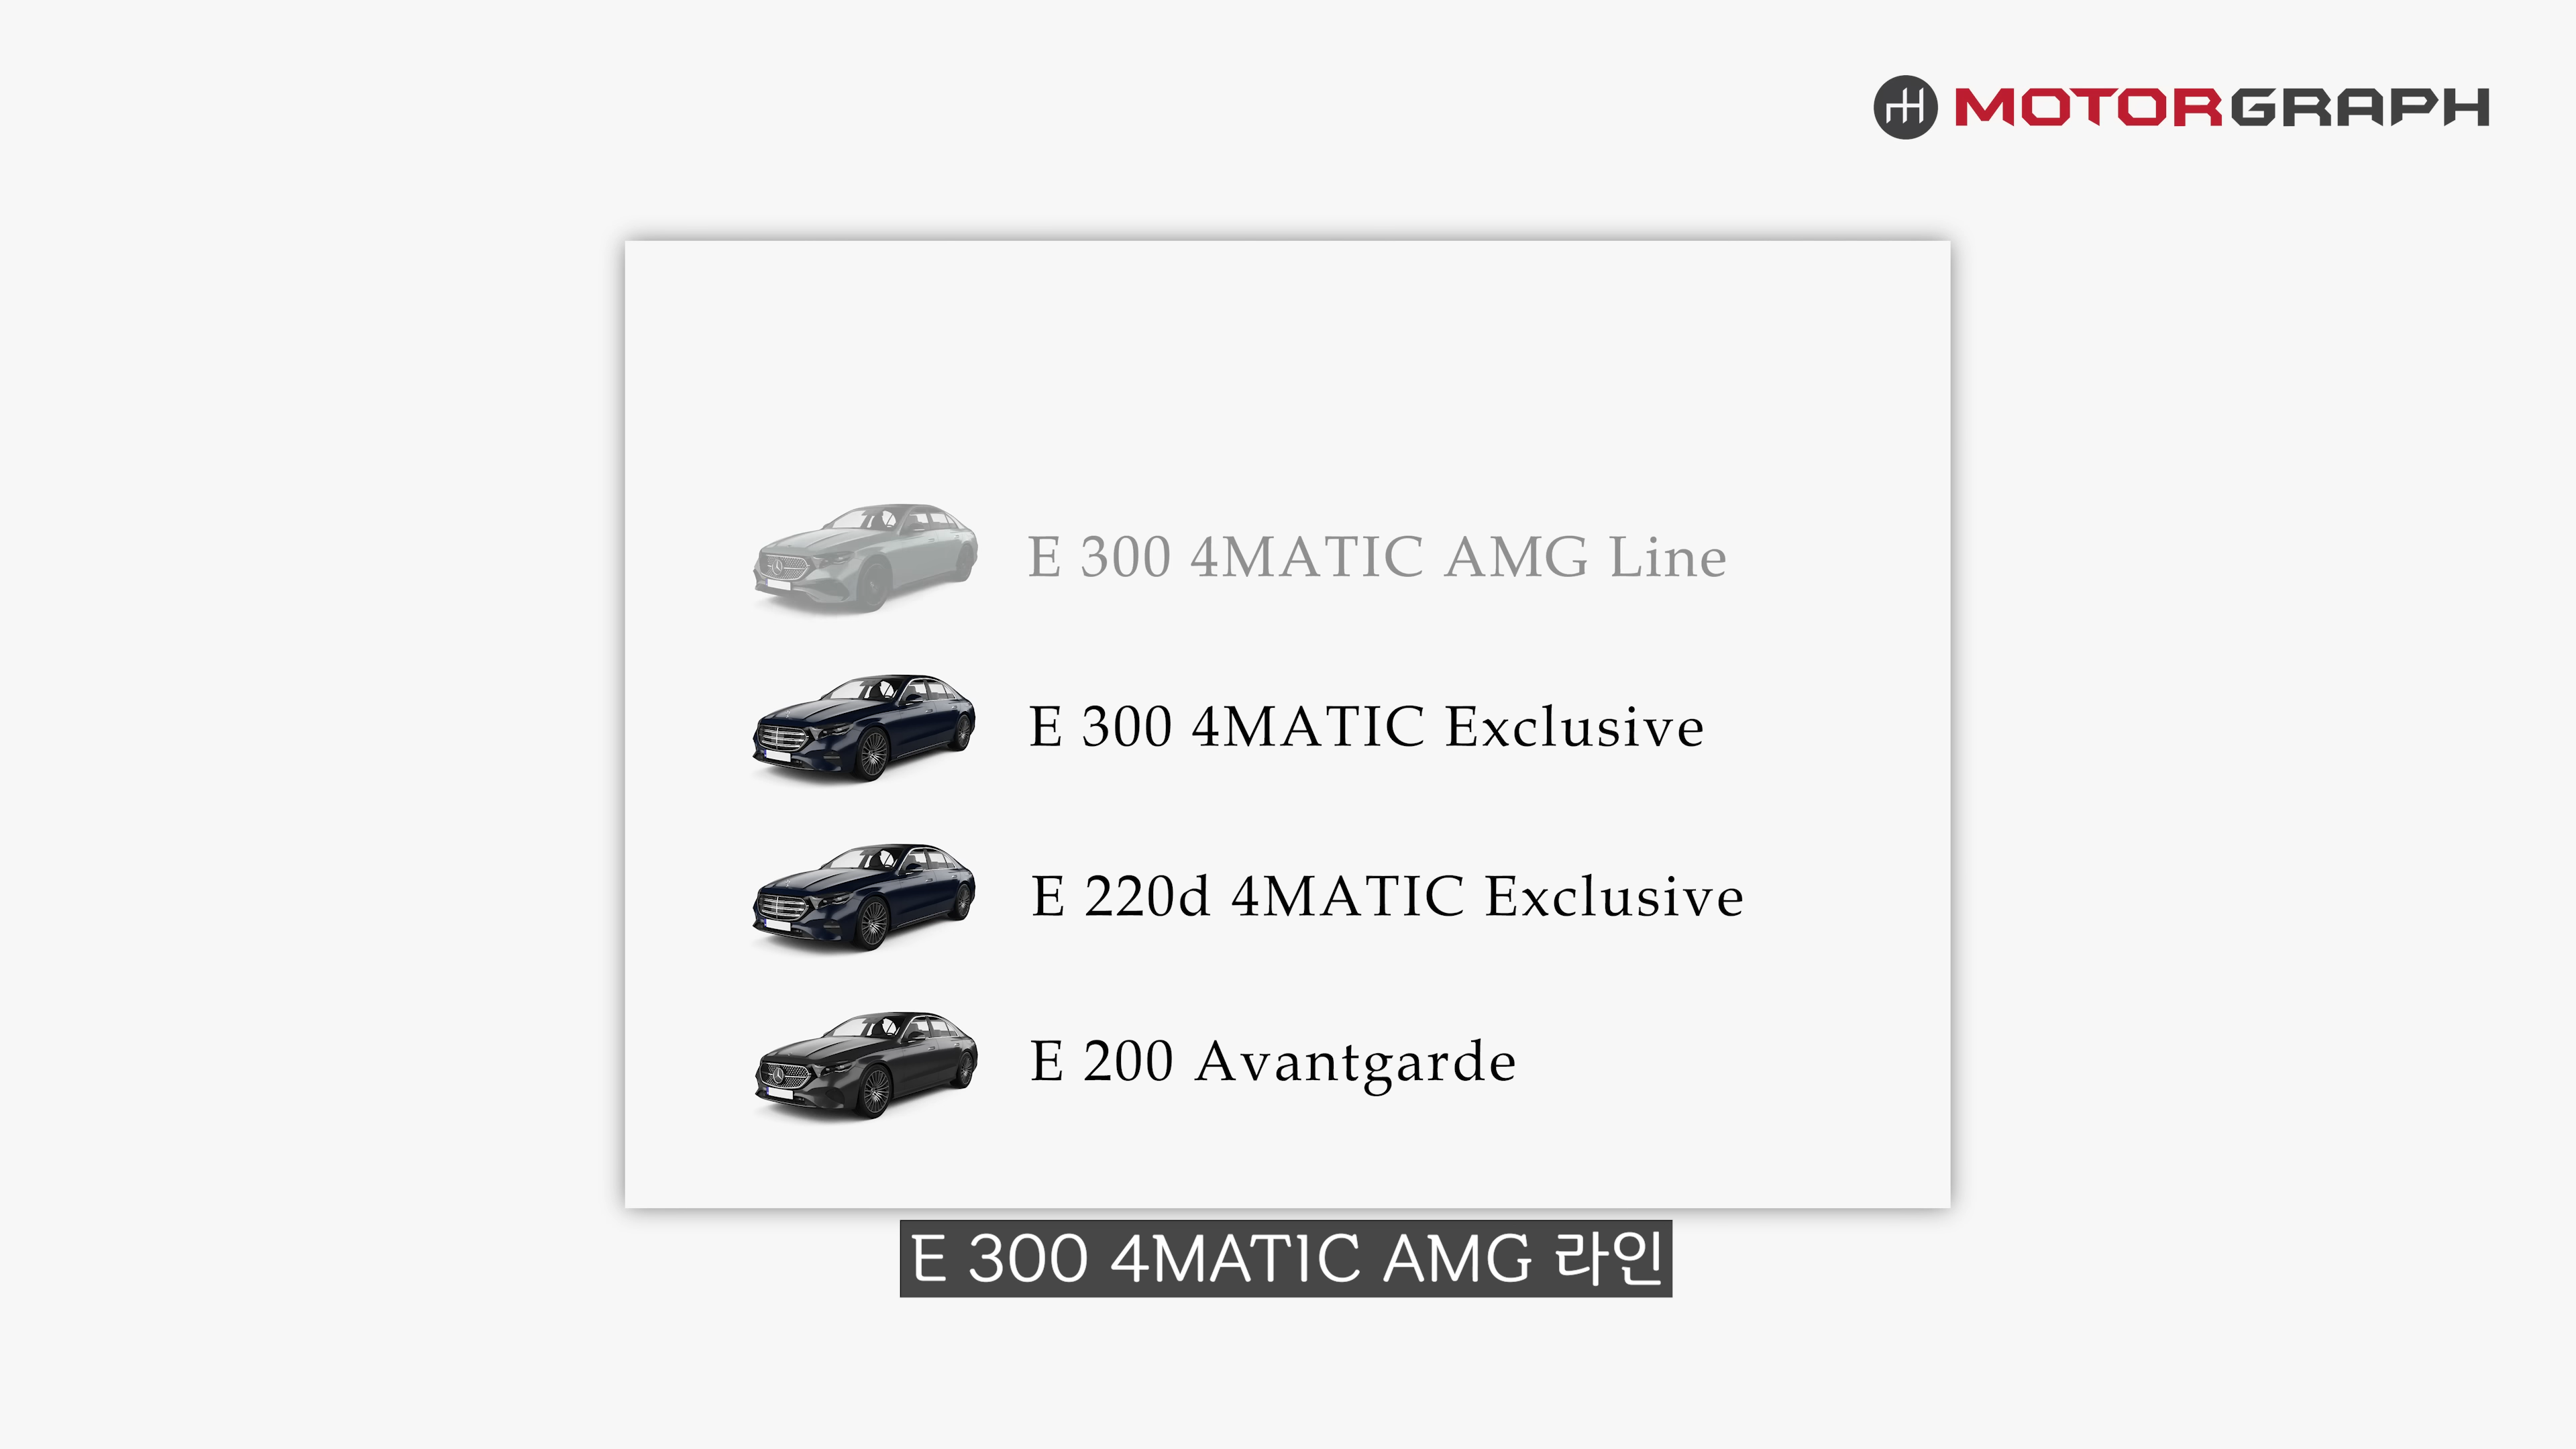 MOTORGRAPH
E 300 4MATIC AMG Line
E 300 4MATIC Exclusive
E 220d 4MATIC Exclusive
E 200 Avantgarde
E 300 4MATIC AMG 라인